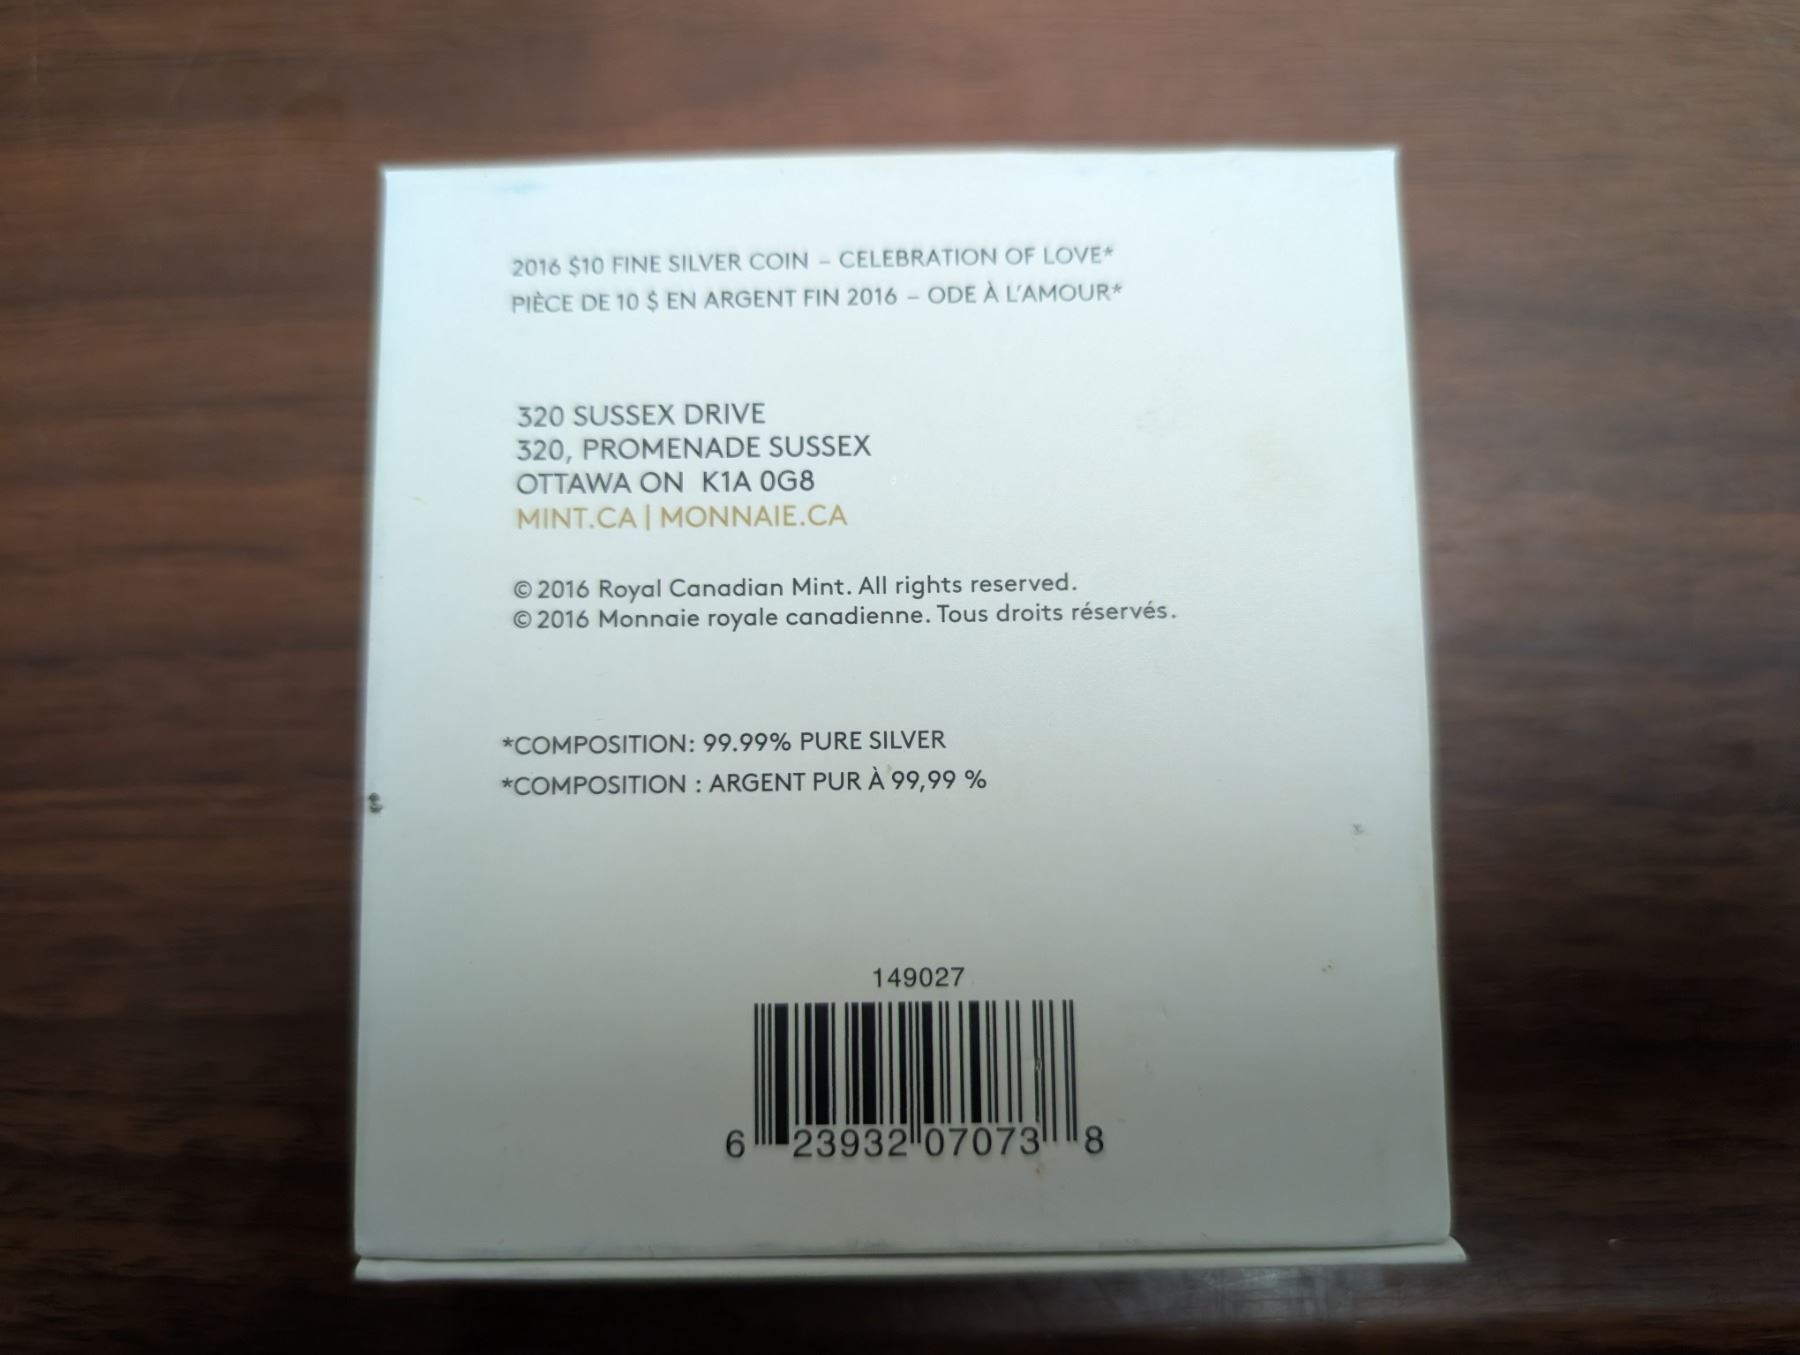 2016 $10 FINE SILVER COIN – CELEBRATION OF LOVE*
PIÈCE DE 10 $ EN ARGENT FIN 2016 – ODE À L'AMOUR*
320 SUSSEX DRIVE
320, PROMENADE SUSSEX
OTTAWA ON K1A 0G8
MINT.CA | MONNAIE.CA
© 2016 Royal Canadian Mint. All rights reserved.
© 2016 Monnaie royale canadienne. Tous droits réservés.
*COMPOSITION: 99.99% PURE SILVER
*COMPOSITION : ARGENT PUR À 99,99 %
149027
6 23932 07073 8